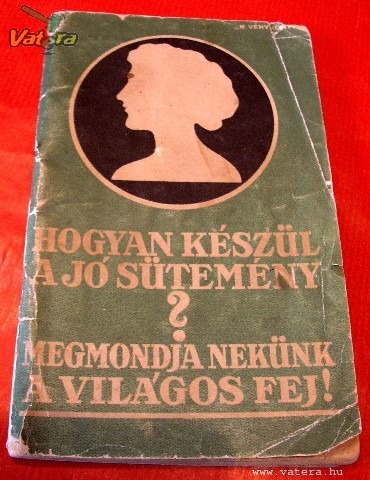 Vatera
HOGYAN KÉSZÜL
A JÓ SÜTEMÉNY
?
MEGMONDJA NEKÜNK
A VILÁGOS FEJ!
www.vatera.hu